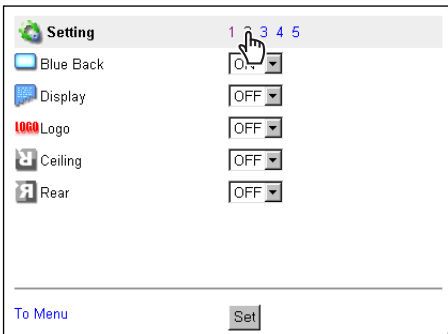 Setting 1 2 3 4 5
Blue Back ON
Display OFF
LOGO Logo OFF
Ceiling OFF
Rear OFF
To Menu Set